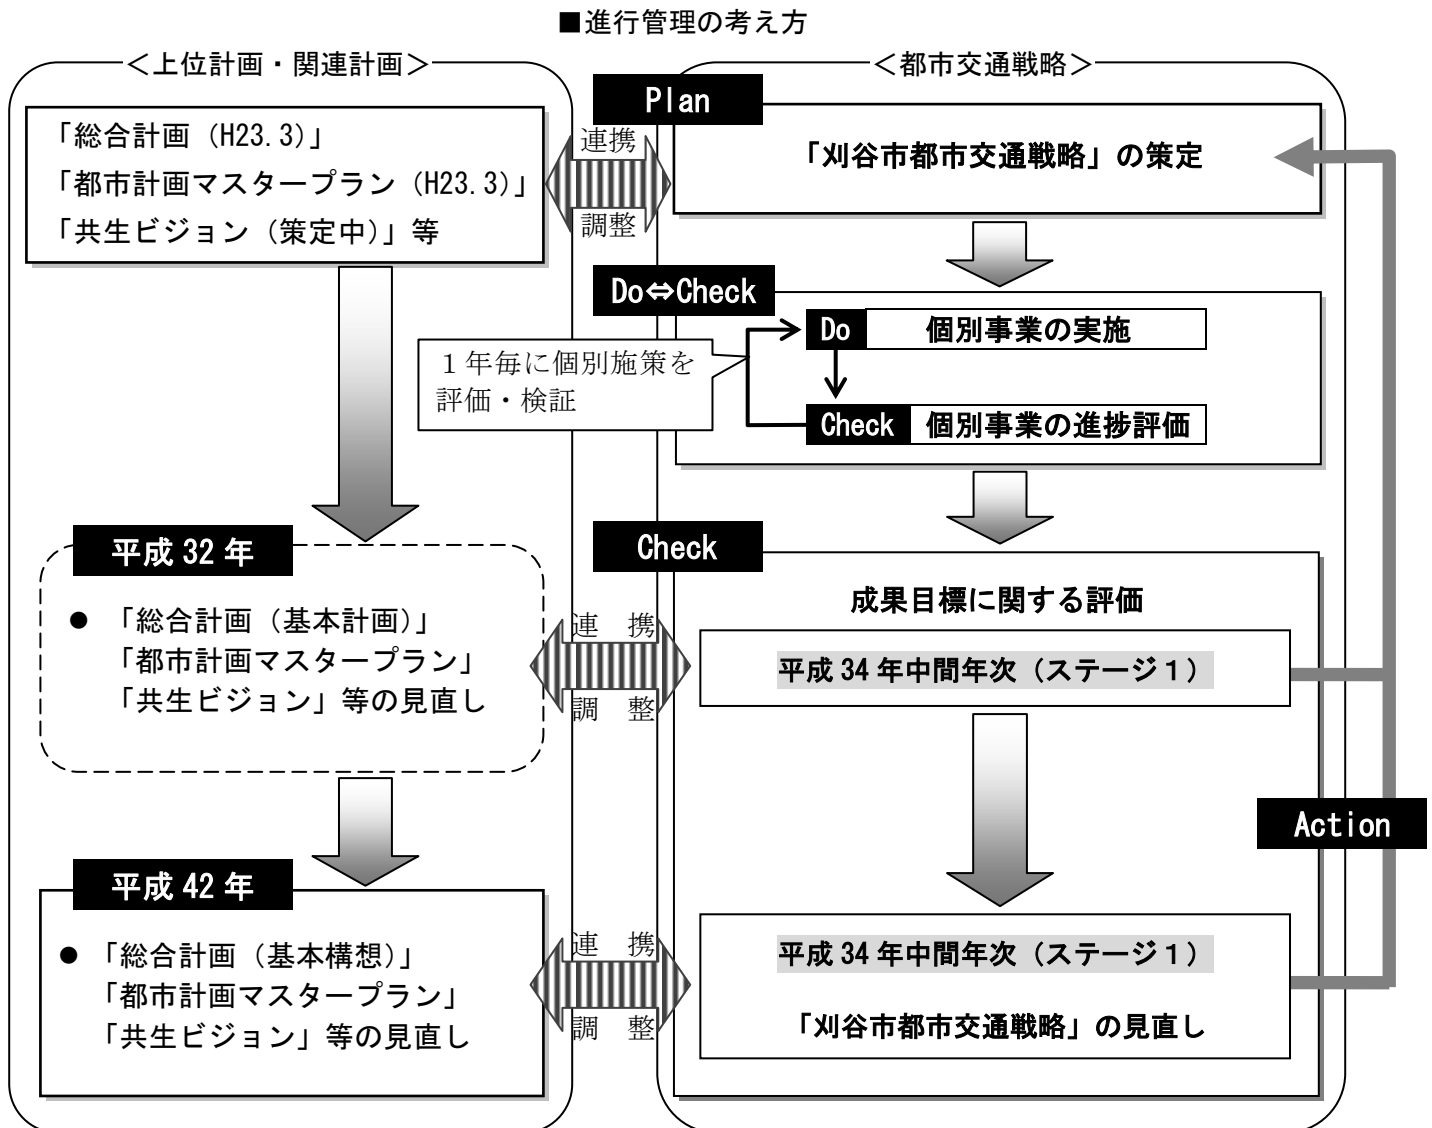 ■進行管理の考え方
＜上位計画・関連計画＞
「総合計画（H23.3）」
「都市計画マスタープラン（H23.3）」
「共生ビジョン（策定中）」等
平成 32 年
● 「総合計画（基本計画）」
「都市計画マスタープラン」
「共生ビジョン」等の見直し
平成 42 年
● 「総合計画（基本構想）」
「都市計画マスタープラン」
「共生ビジョン」等の見直し
連携
調整
連　携
調　整
連　携
調　整
＜都市交通戦略＞
Plan
「刈谷市都市交通戦略」の策定
Do⇔Check
Do 個別事業の実施
Check 個別事業の進捗評価
１年毎に個別施策を
評価・検証
Check
成果目標に関する評価
平成 34 年中間年次（ステージ１）
平成 34 年中間年次（ステージ１）
「刈谷市都市交通戦略」の見直し
Action